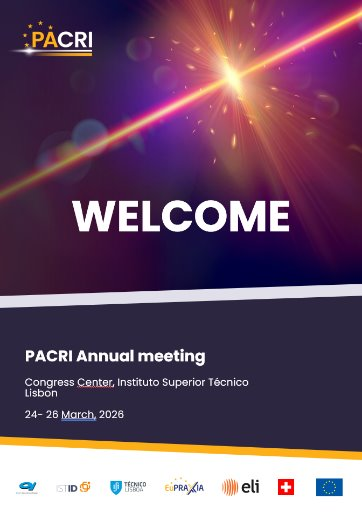 PACRI
WELCOME
PACRI Annual meeting
Congress Center, Instituto Superior Técnico
Lisbon
24- 26 March, 2026
ISTID
TÉCNICO
LISBOA
EuPRAXIA
eli